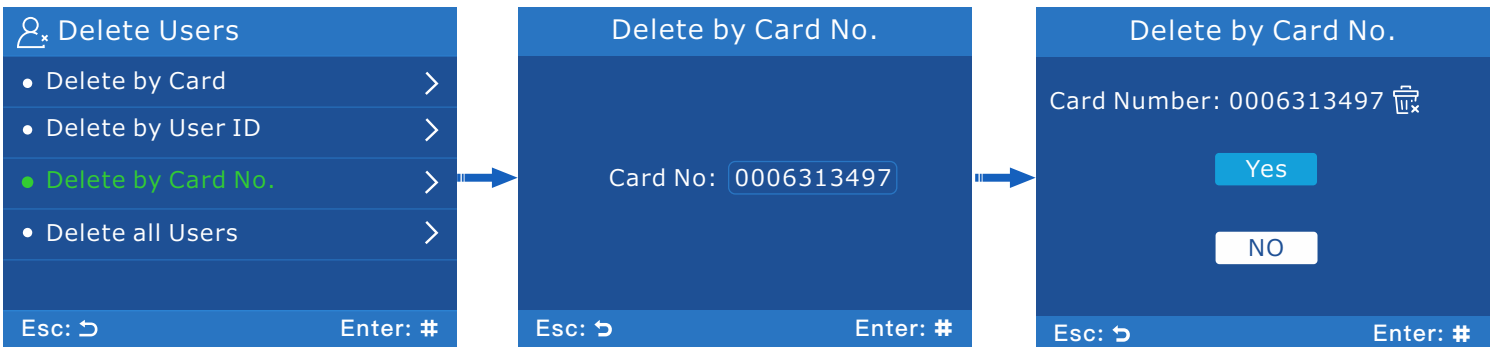 Delete Users
Delete by Card
Delete by User ID
Delete by Card No.
Delete all Users
Esc: Enter: #
Delete by Card No.
Card No: 0006313497
Esc: Enter: #
Delete by Card No.
Card Number: 0006313497
Yes
NO
Esc: Enter: #